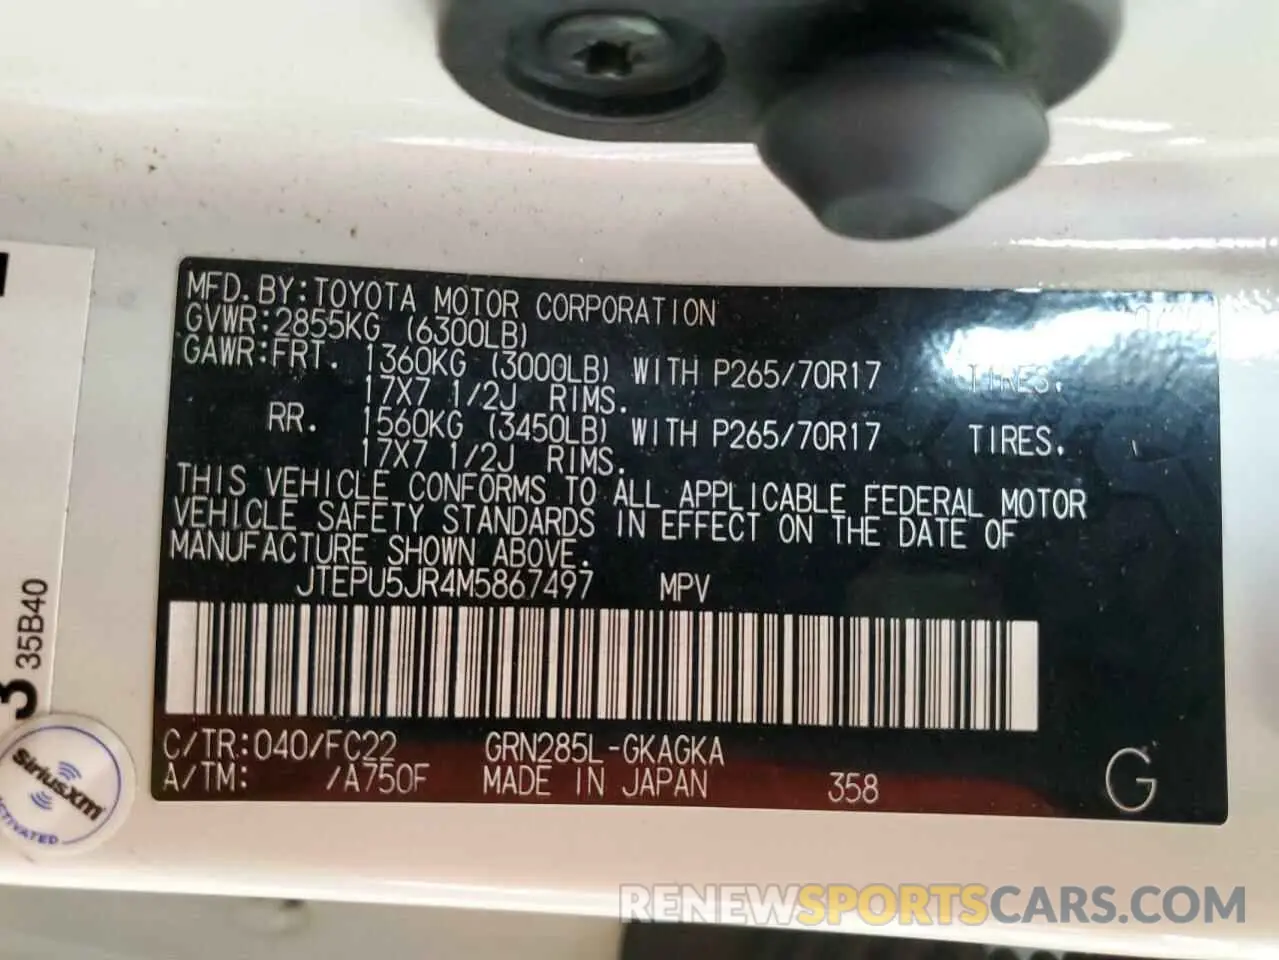 MFD. BY:TOYOTA MOTOR CORPORATION
GVWR:2855KG (6300LB)
GAWR:FRT. 1360KG (3000LB) WITH P265/70R17 TIRES.
17X7 1/2J RIMS.
RR. 1560KG (3450LB) WITH P265/70R17 TIRES.
17X7 1/2J RIMS.
THIS VEHICLE CONFORMS TO ALL APPLICABLE FEDERAL MOTOR
VEHICLE SAFETY STANDARDS IN EFFECT ON THE DATE OF
MANUFACTURE SHOWN ABOVE.
JTEPU5JR4M5867497 MPV
C/TR:040/FC22 GRN285L-GKAGKA
A/TM: /A750F MADE IN JAPAN 358
G
35B40
3
SiriusXM
RENEWSPORTSCARS.COM